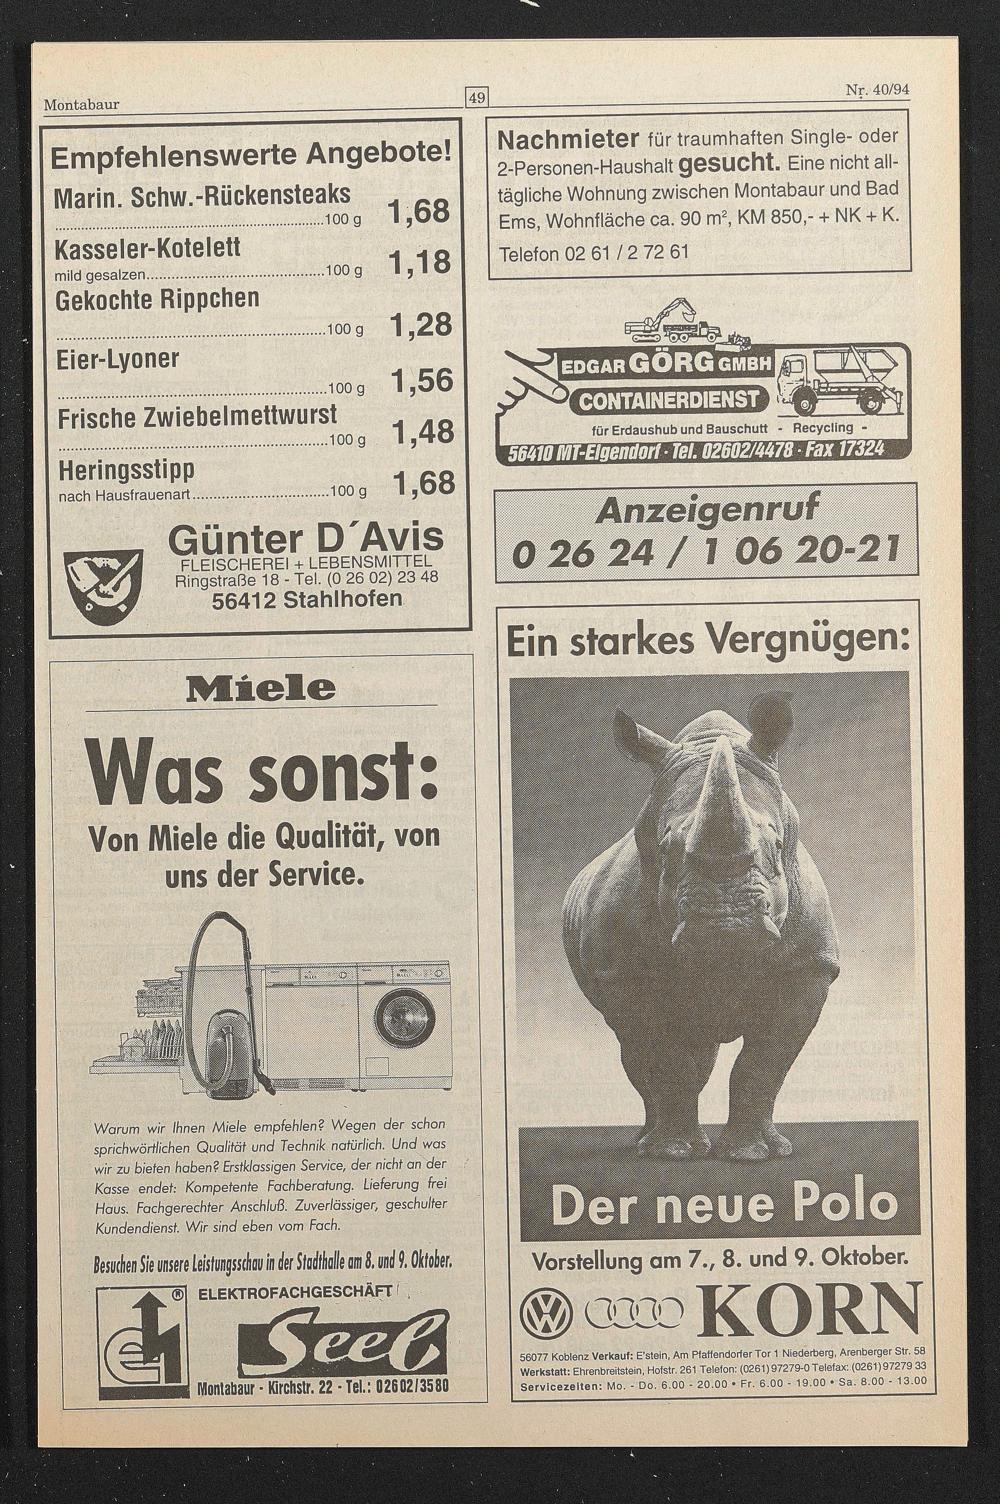 Montabaur
49
Nr. 40/94
Empfehlenswerte Angebote!
Marin. Schw.-Rückensteaks
100 g 1,68
Kasseler-Kotelett
mild gesalzen 100 g 1,18
Gekochte Rippchen
100 g 1,28
Eier-Lyoner
100 g 1,56
Frische Zwiebelmettwurst
100 g 1,48
Heringsstipp
nach Hausfrauenart 100 g 1,68
Günter D´Avis
FLEISCHEREI + LEBENSMITTEL
Ringstraße 18 - Tel. (0 26 02) 23 48
56412 Stahlhofen
Miele
Was sonst:
Von Miele die Qualität, von
uns der Service.
Warum wir Ihnen Miele empfehlen? Wegen der schon
sprichwörtlichen Qualität und Technik natürlich. Und was
wir zu bieten haben? Erstklassigen Service, der nicht an der
Kasse endet: Kompetente Fachberatung. Lieferung frei
Haus. Fachgerechter Anschluß. Zuverlässiger, geschulter
Kundendienst. Wir sind eben vom Fach.
Besuchen Sie unsere Leistungsschau in der Stadthalle am 8. und 9. Oktober.
®
ELEKTROFACHGESCHÄFT
Seel
Montabaur - Kirchstr. 22 - Tel.: 02602/3580
Nachmieter für traumhaften Single- oder
2-Personen-Haushalt gesucht. Eine nicht all-
tägliche Wohnung zwischen Montabaur und Bad
Ems, Wohnfläche ca. 90 m², KM 850,- + NK + K.
Telefon 02 61 / 2 72 61
EDGAR GÖRG GMBH
CONTAINERDIENST
für Erdaushub und Bauschutt - Recycling -
56410 MT-Elgendorf · Tel. 02602/4478 · Fax 17324
Anzeigenruf
0 26 24 / 1 06 20-21
Ein starkes Vergnügen:
Der neue Polo
Vorstellung am 7., 8. und 9. Oktober.
KORN
56077 Koblenz Verkauf: E'stein, Am Pfaffendorfer Tor 1 Niederberg, Arenberger Str. 58
Werkstatt: Ehrenbreitstein, Hofstr. 261 Telefon: (0261) 97279-0 Telefax: (0261) 97279 33
Servicezeiten: Mo. - Do. 6.00 - 20.00 • Fr. 6.00 - 19.00 • Sa. 8.00 - 13.00